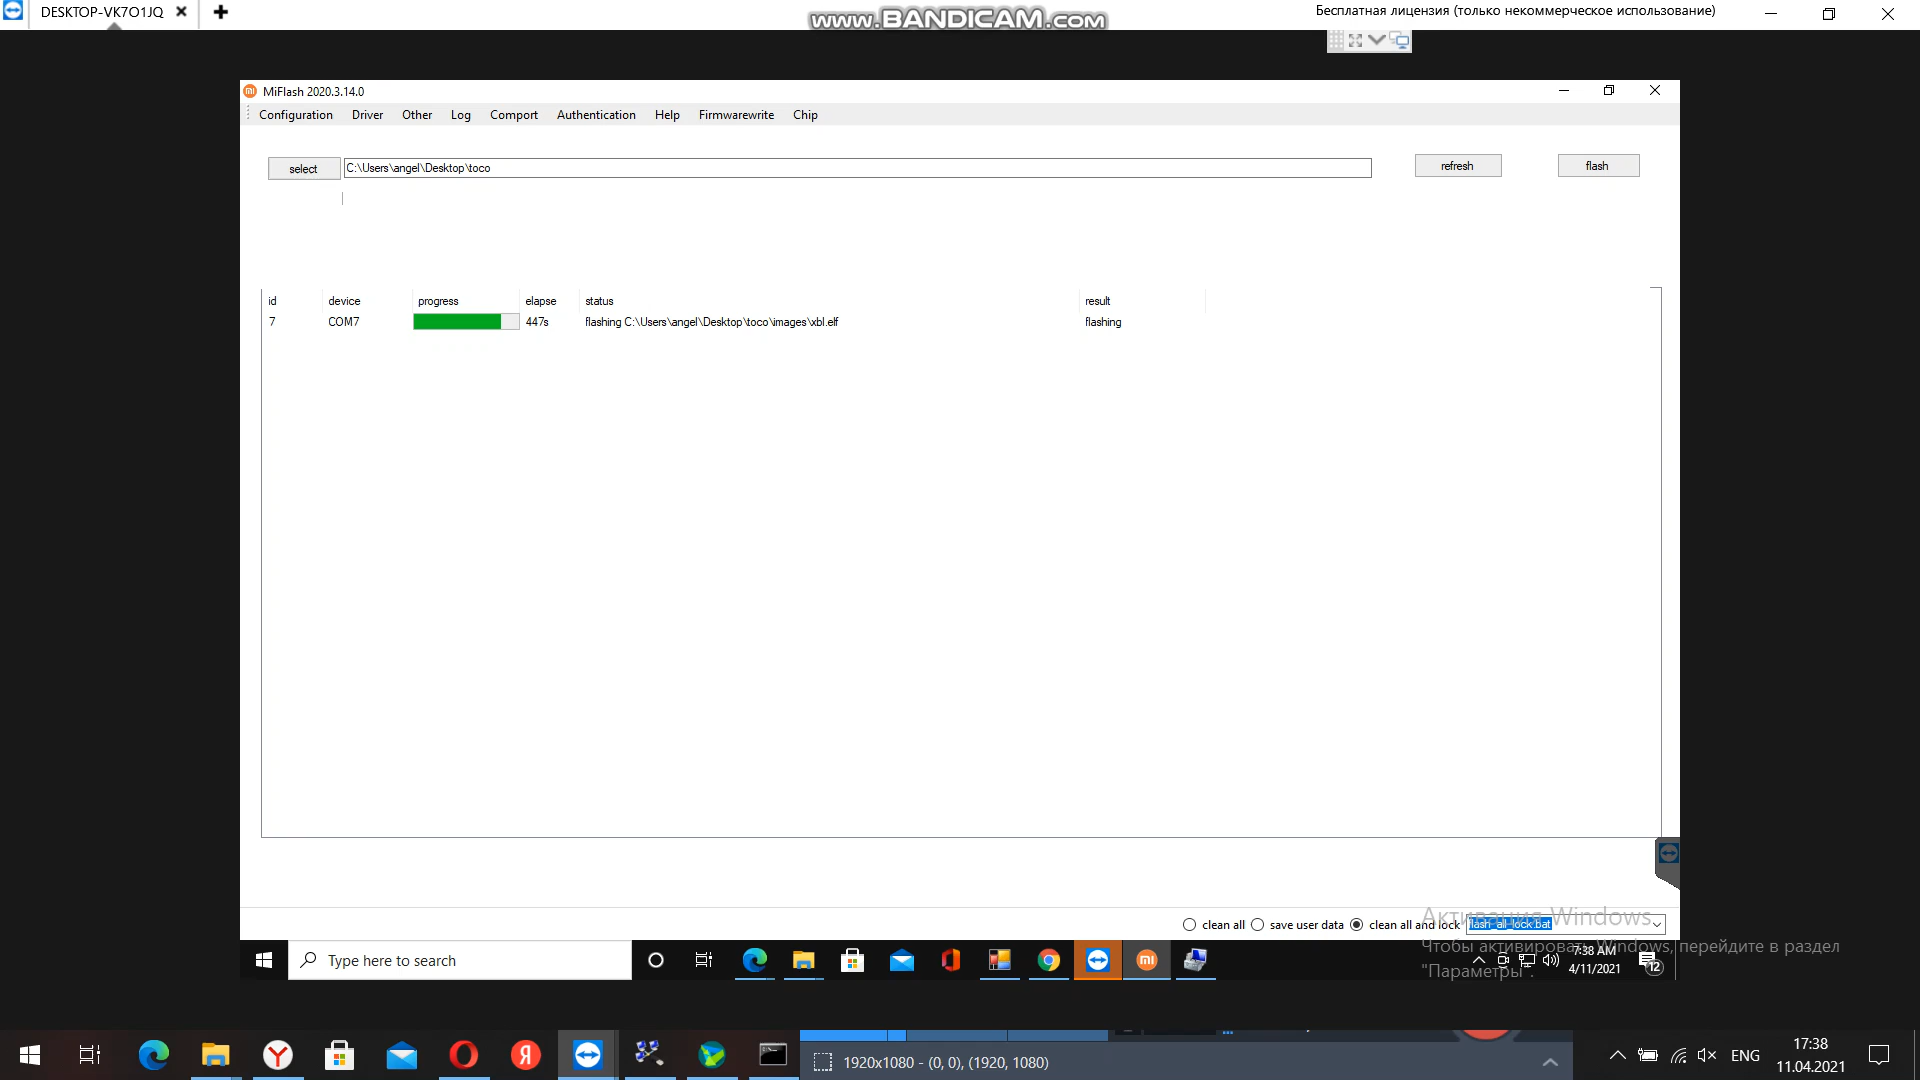 DESKTOP-VK7O1JQ
www.BANDICAM.com
Бесплатная лицензия (только некоммерческое использование)
MiFlash 2020.3.14.0
Configuration Driver Other Log Comport Authentication Help Firmwarewrite Chip
select C:\Users\angel\Desktop\toco refresh flash
id device progress elapse status result
7 COM7 447s flashing C:\Users\angel\Desktop\toco\images\xbl.elf flashing
clean all save user data clean all and lock flash_all_lock.bat
Активация Windows
Чтобы активировать Windows, перейдите в раздел
"Параметры".
Type here to search
7:38 AM
4/11/2021
12
1920x1080 - (0, 0), (1920, 1080)
ENG
17:38
11.04.2021